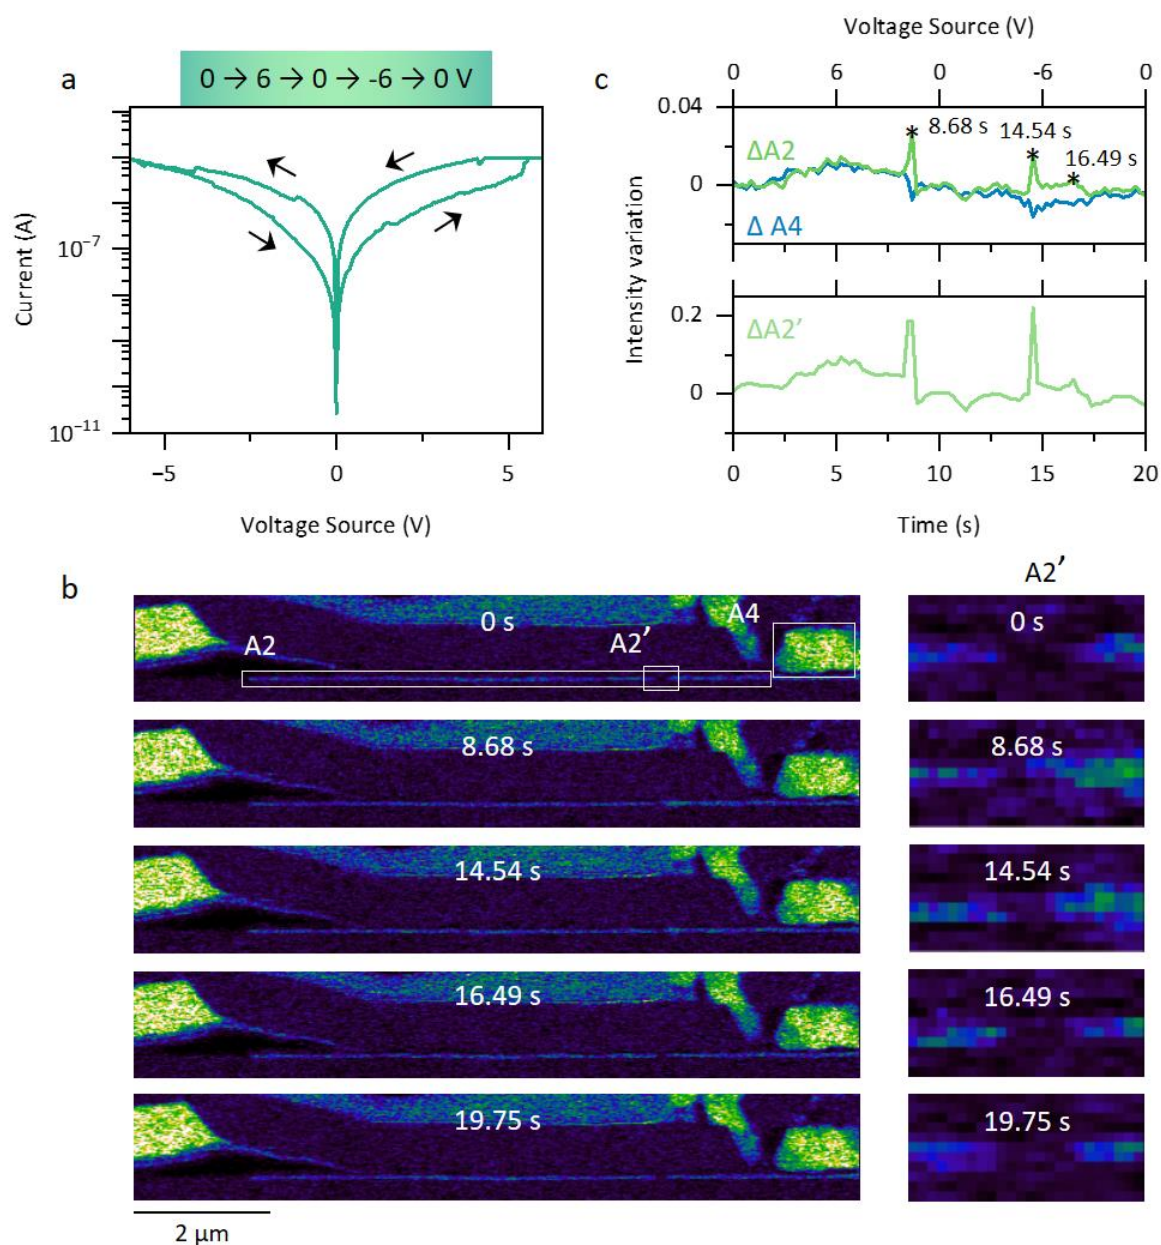 a
0 → 6 → 0 → -6 → 0 V
Current (A)
10⁻⁷
10⁻¹¹
−5
0
5
Voltage Source (V)
c
Voltage Source (V)
0
6
0
-6
0
Intensity variation
0.04
0
ΔA2
Δ A4
* 8.68 s
14.54 s
*
16.49 s
*
0.2
0
ΔA2’
0
5
10
15
20
Time (s)
b
A2’
0 s
A2
A2’
A4
0 s
8.68 s
8.68 s
14.54 s
14.54 s
16.49 s
16.49 s
19.75 s
19.75 s
2 µm